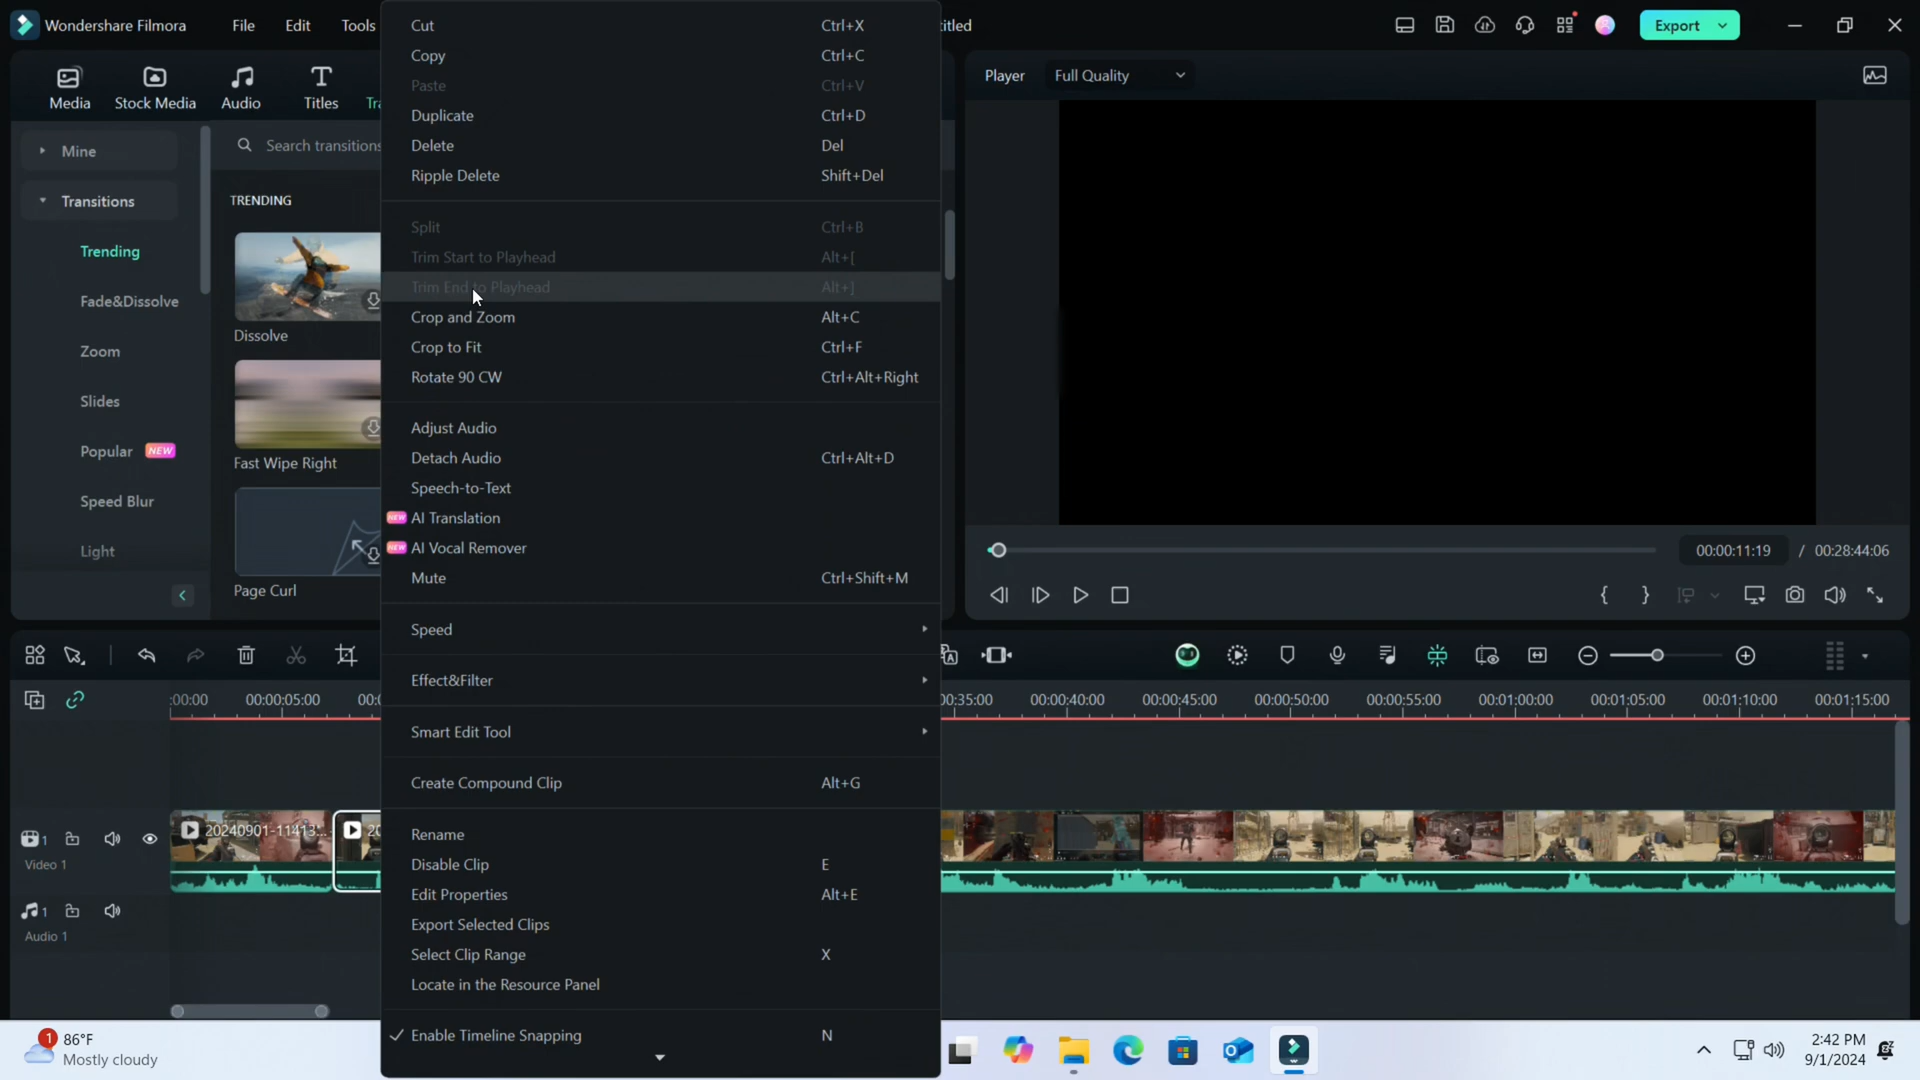 Wondershare Filmora
File
Edit
Tools
Media
Stock Media
Audio
Titles
Mine
Transitions
Trending
Fade&Dissolve
Zoom
Slides
Popular NEW
Speed Blur
Light
Search transitions
TRENDING
Dissolve
Fast Wipe Right
Page Curl
Cut Ctrl+X
Copy Ctrl+C
Paste Ctrl+V
Duplicate Ctrl+D
Delete Del
Ripple Delete Shift+Del
Split Ctrl+B
Trim Start to Playhead Alt+[
Trim End to Playhead Alt+]
Crop and Zoom Alt+C
Crop to Fit Ctrl+F
Rotate 90 CW Ctrl+Alt+Right
Adjust Audio
Detach Audio Ctrl+Alt+D
Speech-to-Text
NEW AI Translation
NEW AI Vocal Remover
Mute Ctrl+Shift+M
Speed
Effect&Filter
Smart Edit Tool
Create Compound Clip Alt+G
Rename
Disable Clip E
Edit Properties Alt+E
Export Selected Clips
Select Clip Range X
Locate in the Resource Panel
Enable Timeline Snapping N
Export
Player Full Quality
00:00:11:19 / 00:28:44:06
:00:00 00:00:05:00 00:00:40:00 00:00:45:00 00:00:50:00 00:00:55:00 00:01:00:00 00:01:05:00 00:01:10:00 00:01:15:00
1
Video 1
20240901-11413...
1
Audio 1
1
86°F
Mostly cloudy
2:42 PM
9/1/2024